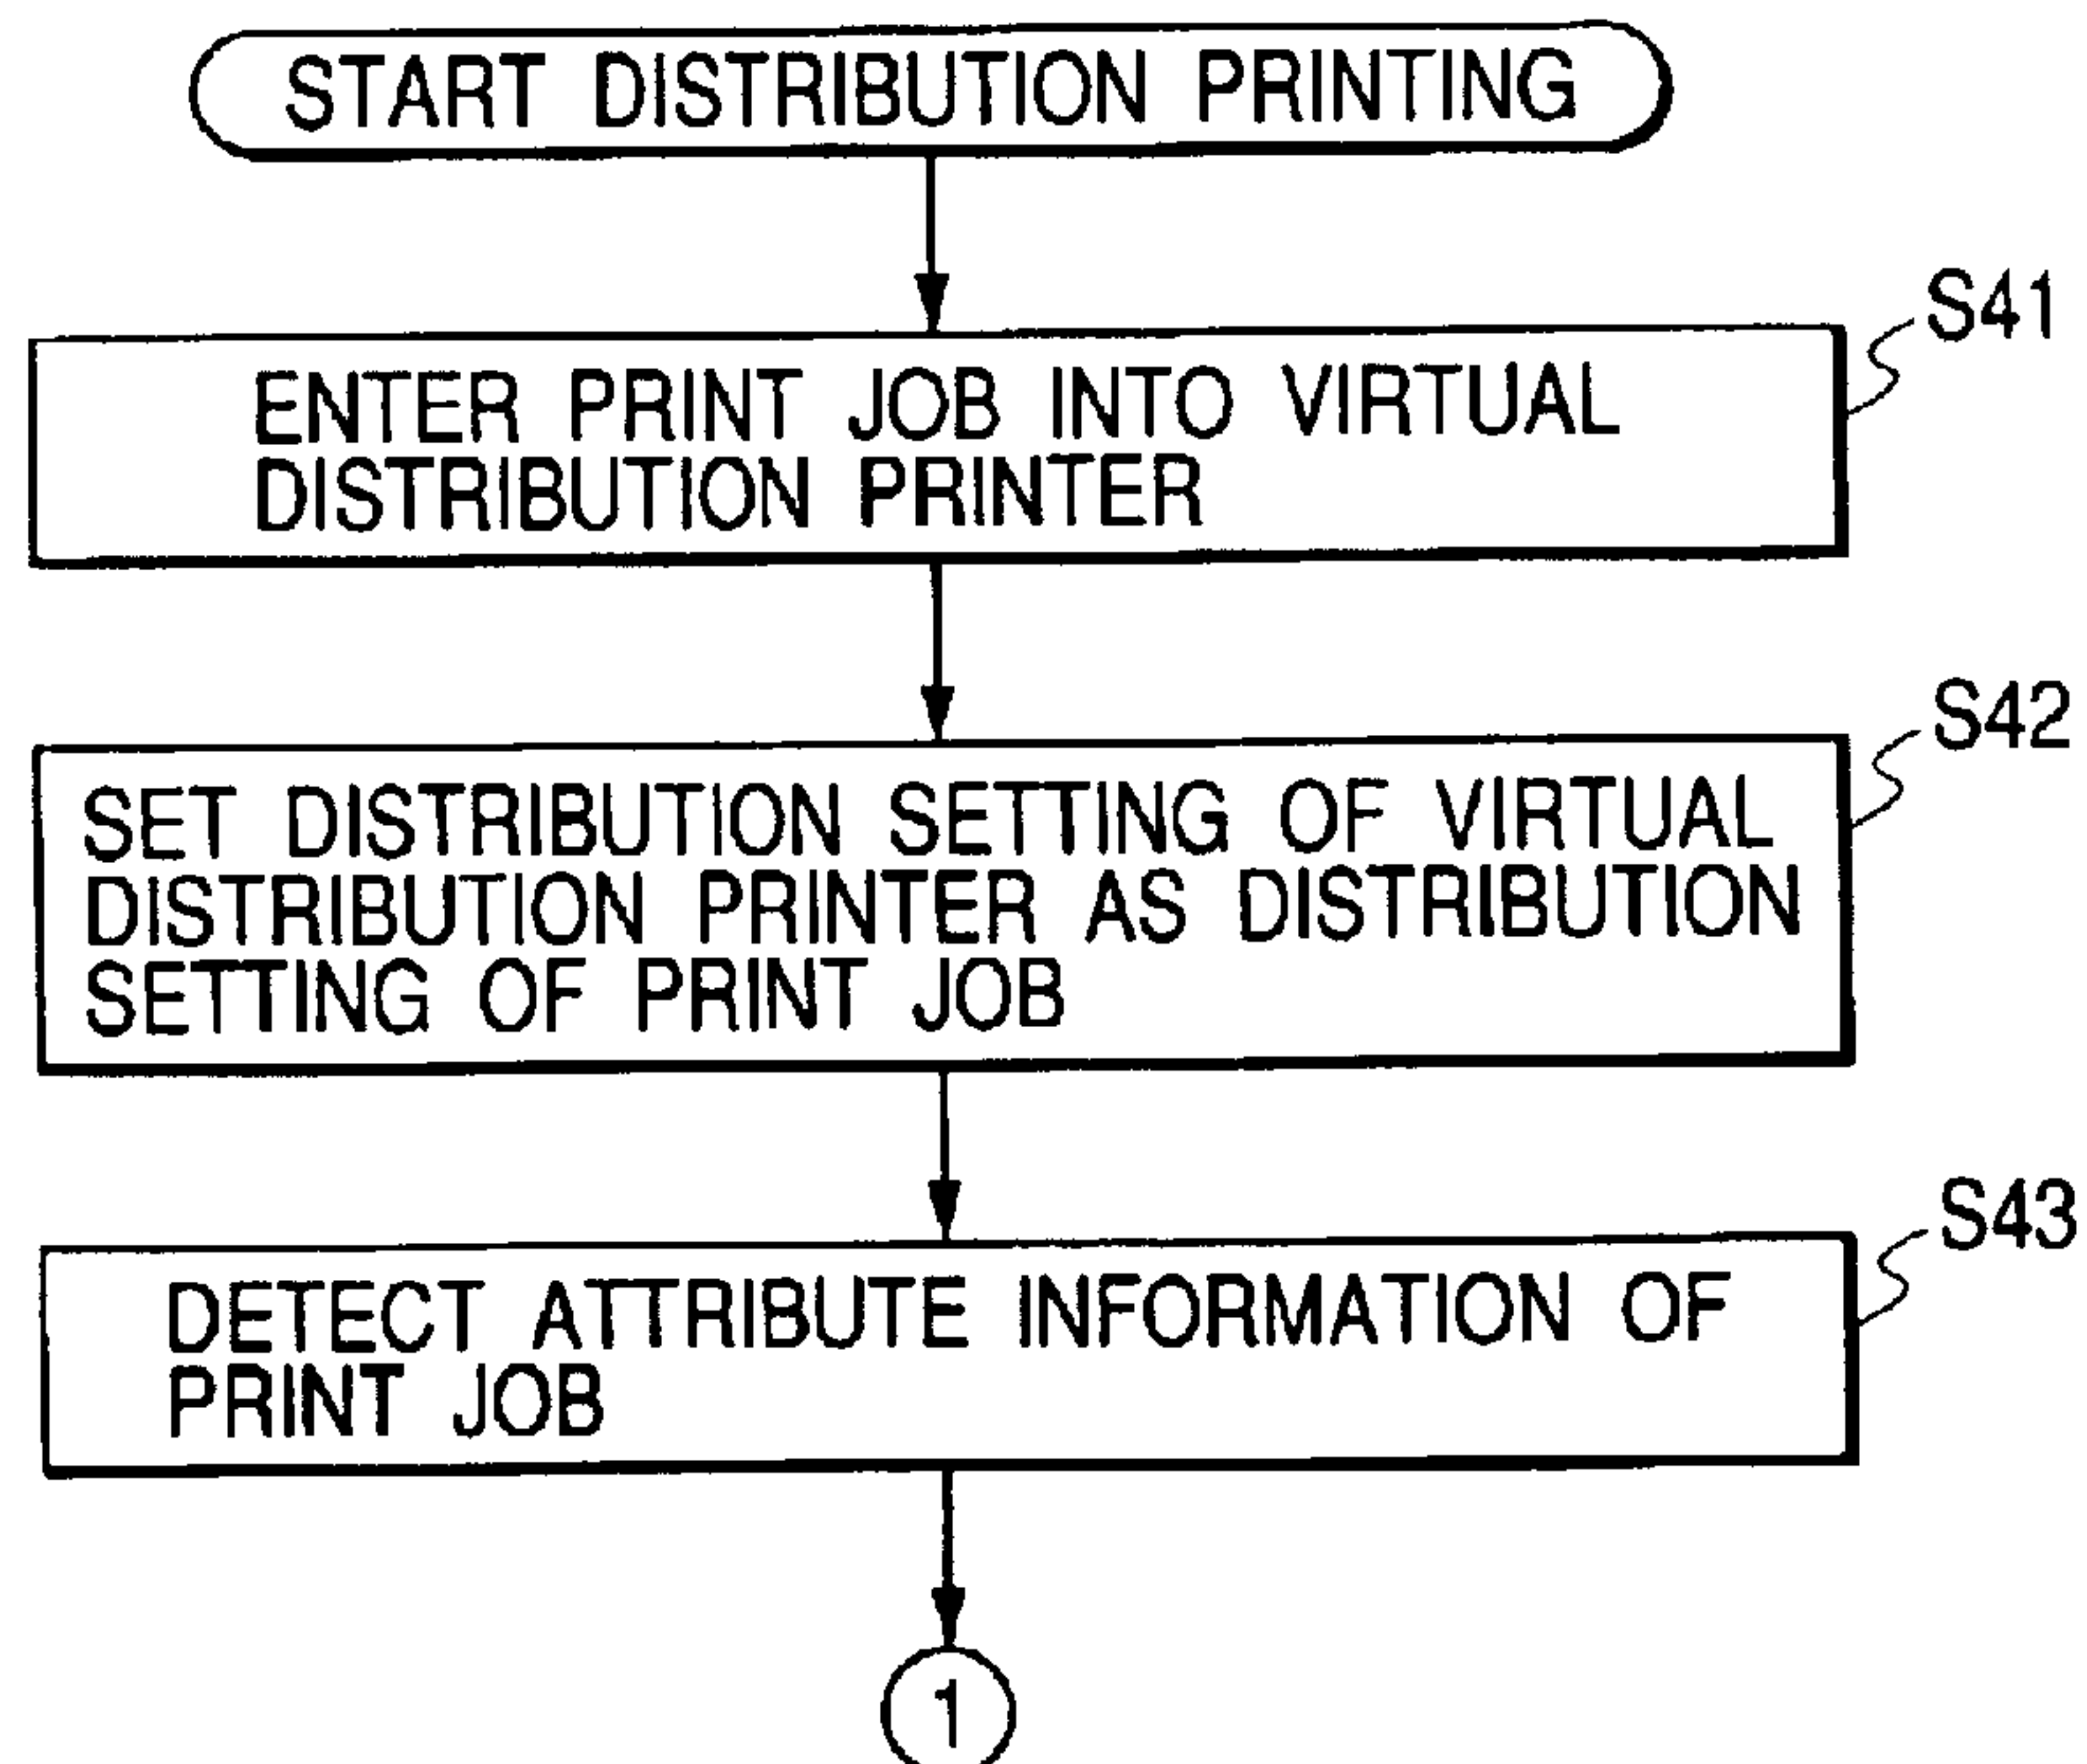 START DISTRIBUTION PRINTING
S41
ENTER PRINT JOB INTO VIRTUAL
DISTRIBUTION PRINTER
S42
SET DISTRIBUTION SETTING OF VIRTUAL
DISTRIBUTION PRINTER AS DISTRIBUTION
SETTING OF PRINT JOB
S43
DETECT ATTRIBUTE INFORMATION OF
PRINT JOB
1